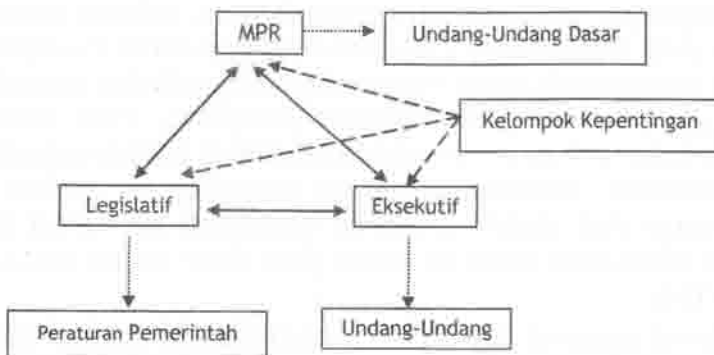 MPR
Undang-Undang Dasar
Kelompok Kepentingan
Legislatif
Eksekutif
Peraturan Pemerintah
Undang-Undang